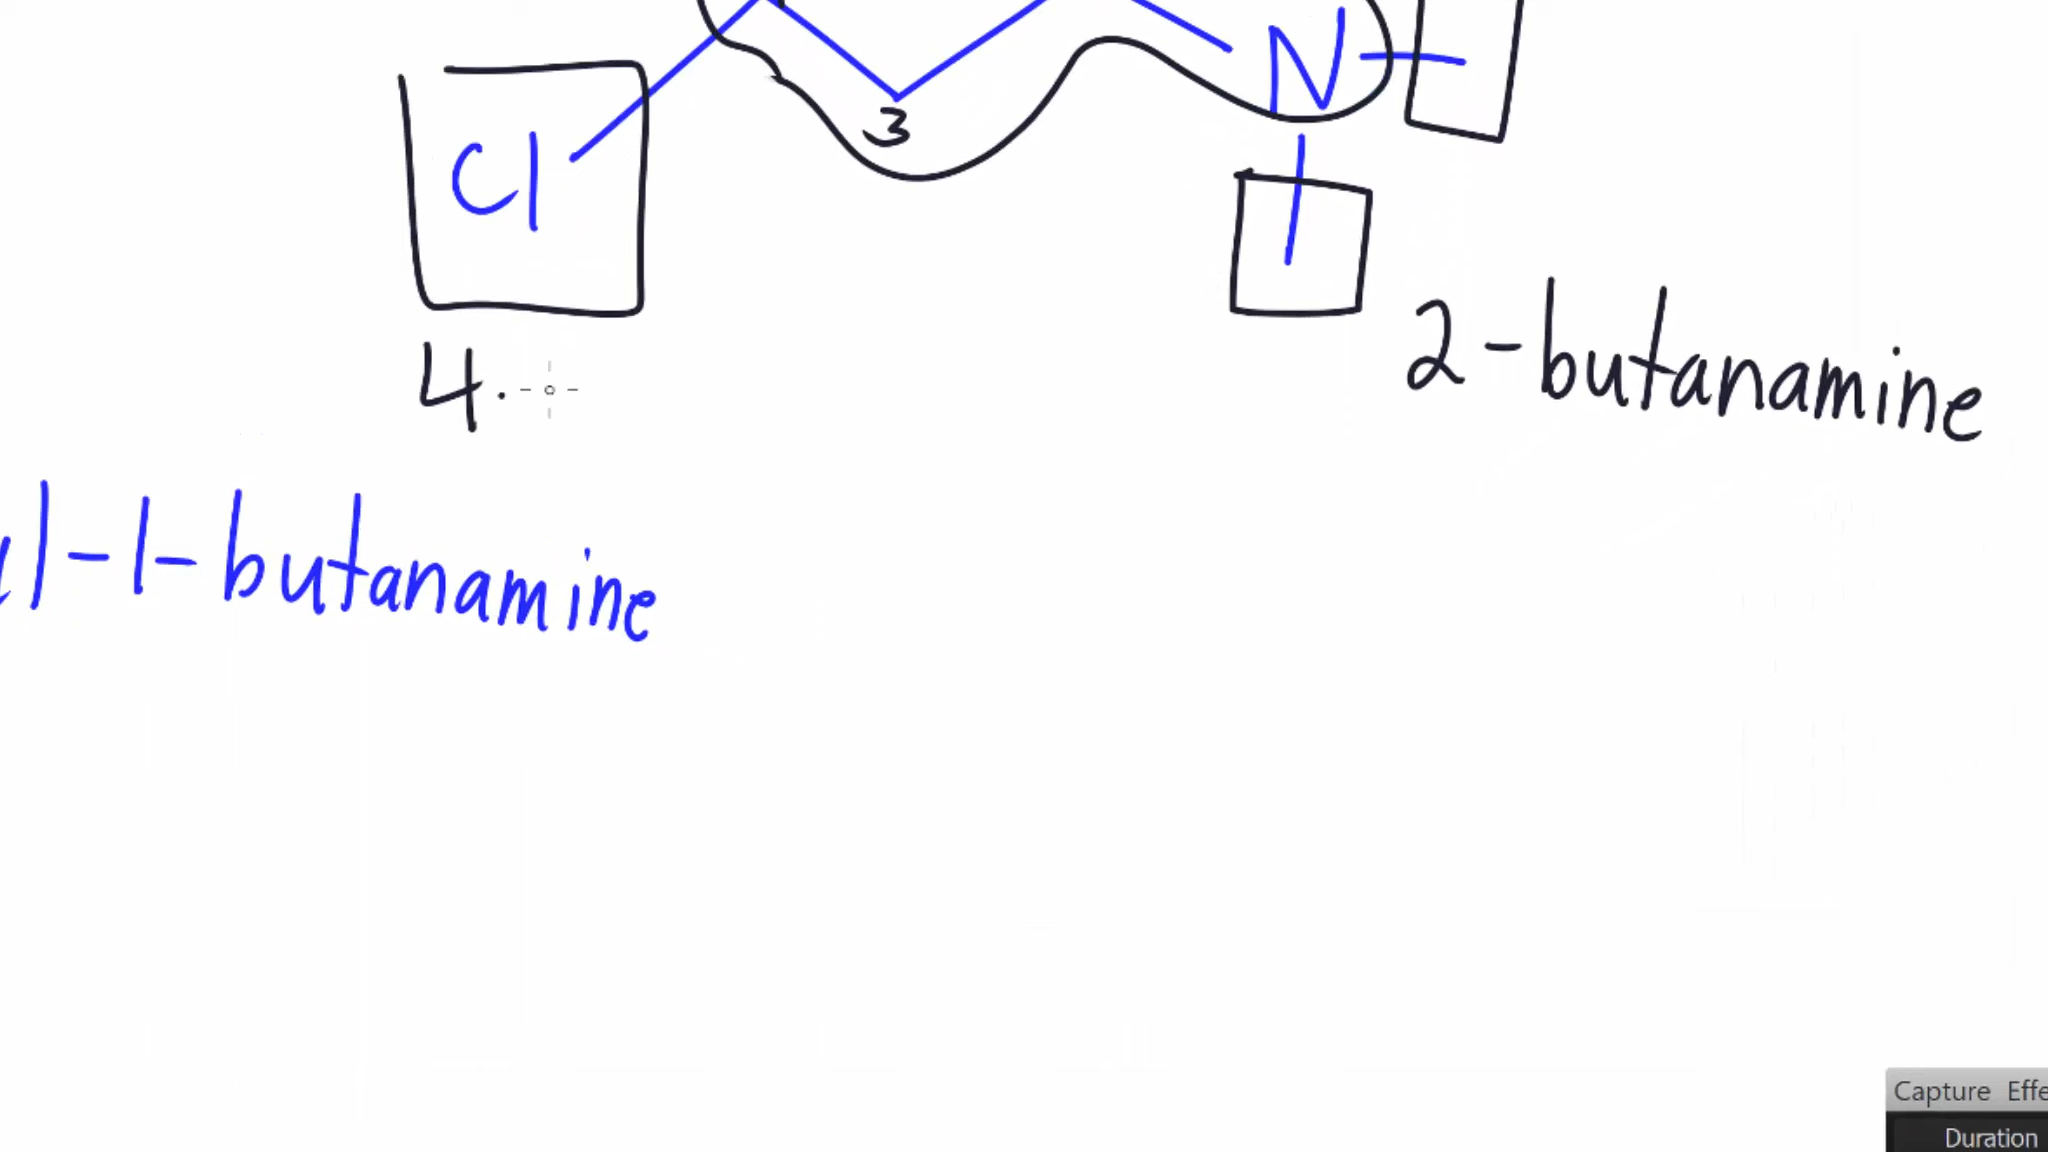 N
Cl
3
2-butanamine
4.
l-1-butanamine
Capture Effe
Duration